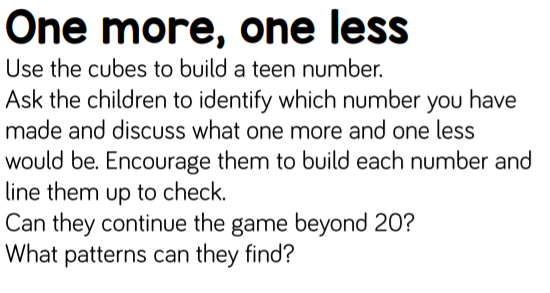 One more, one less
Use the cubes to build a teen number.
Ask the children to identify which number you have
made and discuss what one more and one less
would be. Encourage them to build each number and
line them up to check.
Can they continue the game beyond 20?
What patterns can they find?